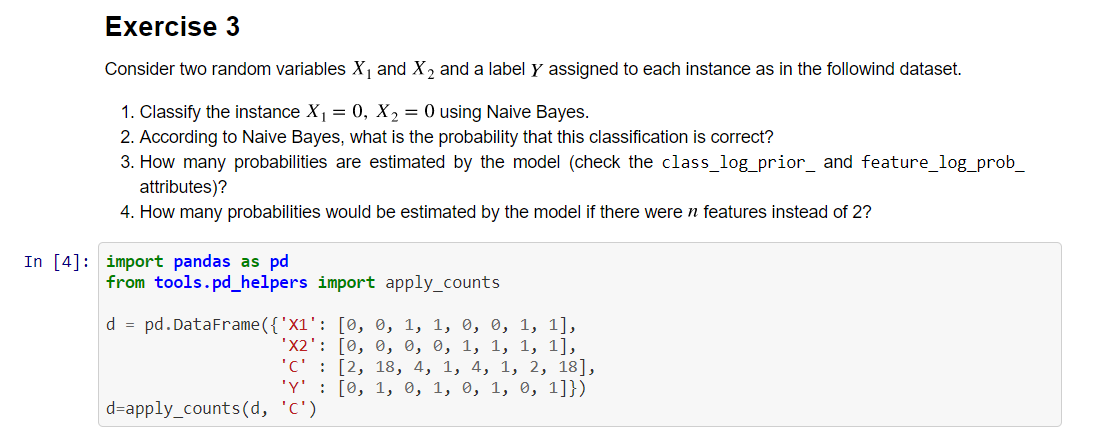 Exercise 3
Consider two random variables X₁ and X₂ and a label Y assigned to each instance as in the followind dataset.
1. Classify the instance X₁ = 0, X₂ = 0 using Naive Bayes.
2. According to Naive Bayes, what is the probability that this classification is correct?
3. How many probabilities are estimated by the model (check the class_log_prior_ and feature_log_prob_
attributes)?
4. How many probabilities would be estimated by the model if there were n features instead of 2?
In [4]: import pandas as pd
from tools.pd_helpers import apply_counts
d = pd.DataFrame({'X1': [0, 0, 1, 1, 0, 0, 1, 1],
'X2': [0, 0, 0, 0, 1, 1, 1, 1],
'C' : [2, 18, 4, 1, 4, 1, 2, 18],
'Y' : [0, 1, 0, 1, 0, 1, 0, 1]})
d=apply_counts(d, 'C')